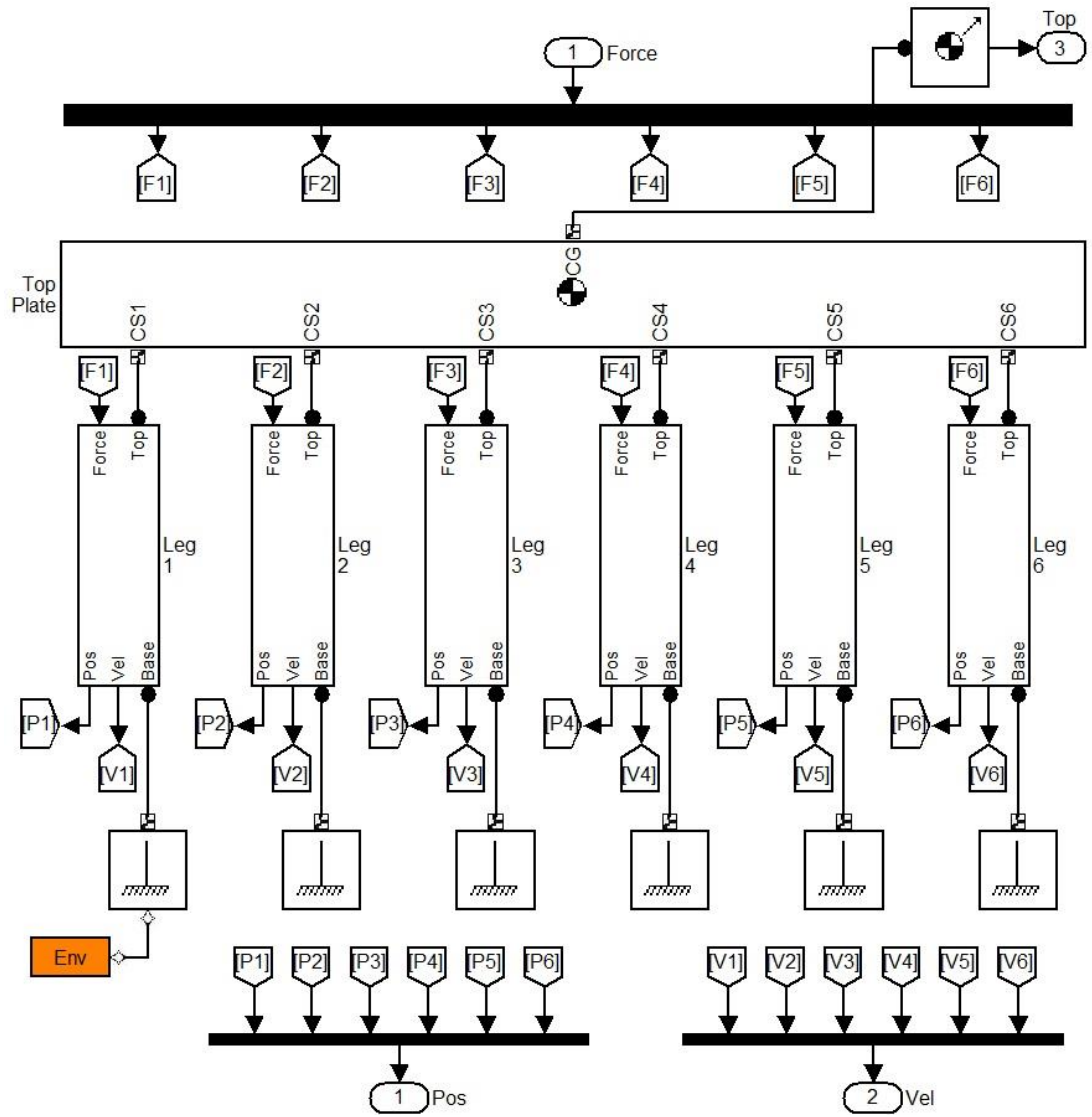 Top
3
1 Force
[F1] [F2] [F3] [F4] [F5] [F6]
CG
Top
Plate
CS1 CS2 CS3 CS4 CS5 CS6
[F1] [F2] [F3] [F4] [F5] [F6]
Force Top Force Top Force Top Force Top Force Top Force Top
Leg Leg Leg Leg Leg Leg
1 2 3 4 5 6
Pos Vel Base Pos Vel Base Pos Vel Base Pos Vel Base Pos Vel Base Pos Vel Base
[P1] [P2] [P3] [P4] [P5] [P6]
[V1] [V2] [V3] [V4] [V5] [V6]
Env
[P1] [P2] [P3] [P4] [P5] [P6] [V1] [V2] [V3] [V4] [V5] [V6]
1 Pos 2 Vel